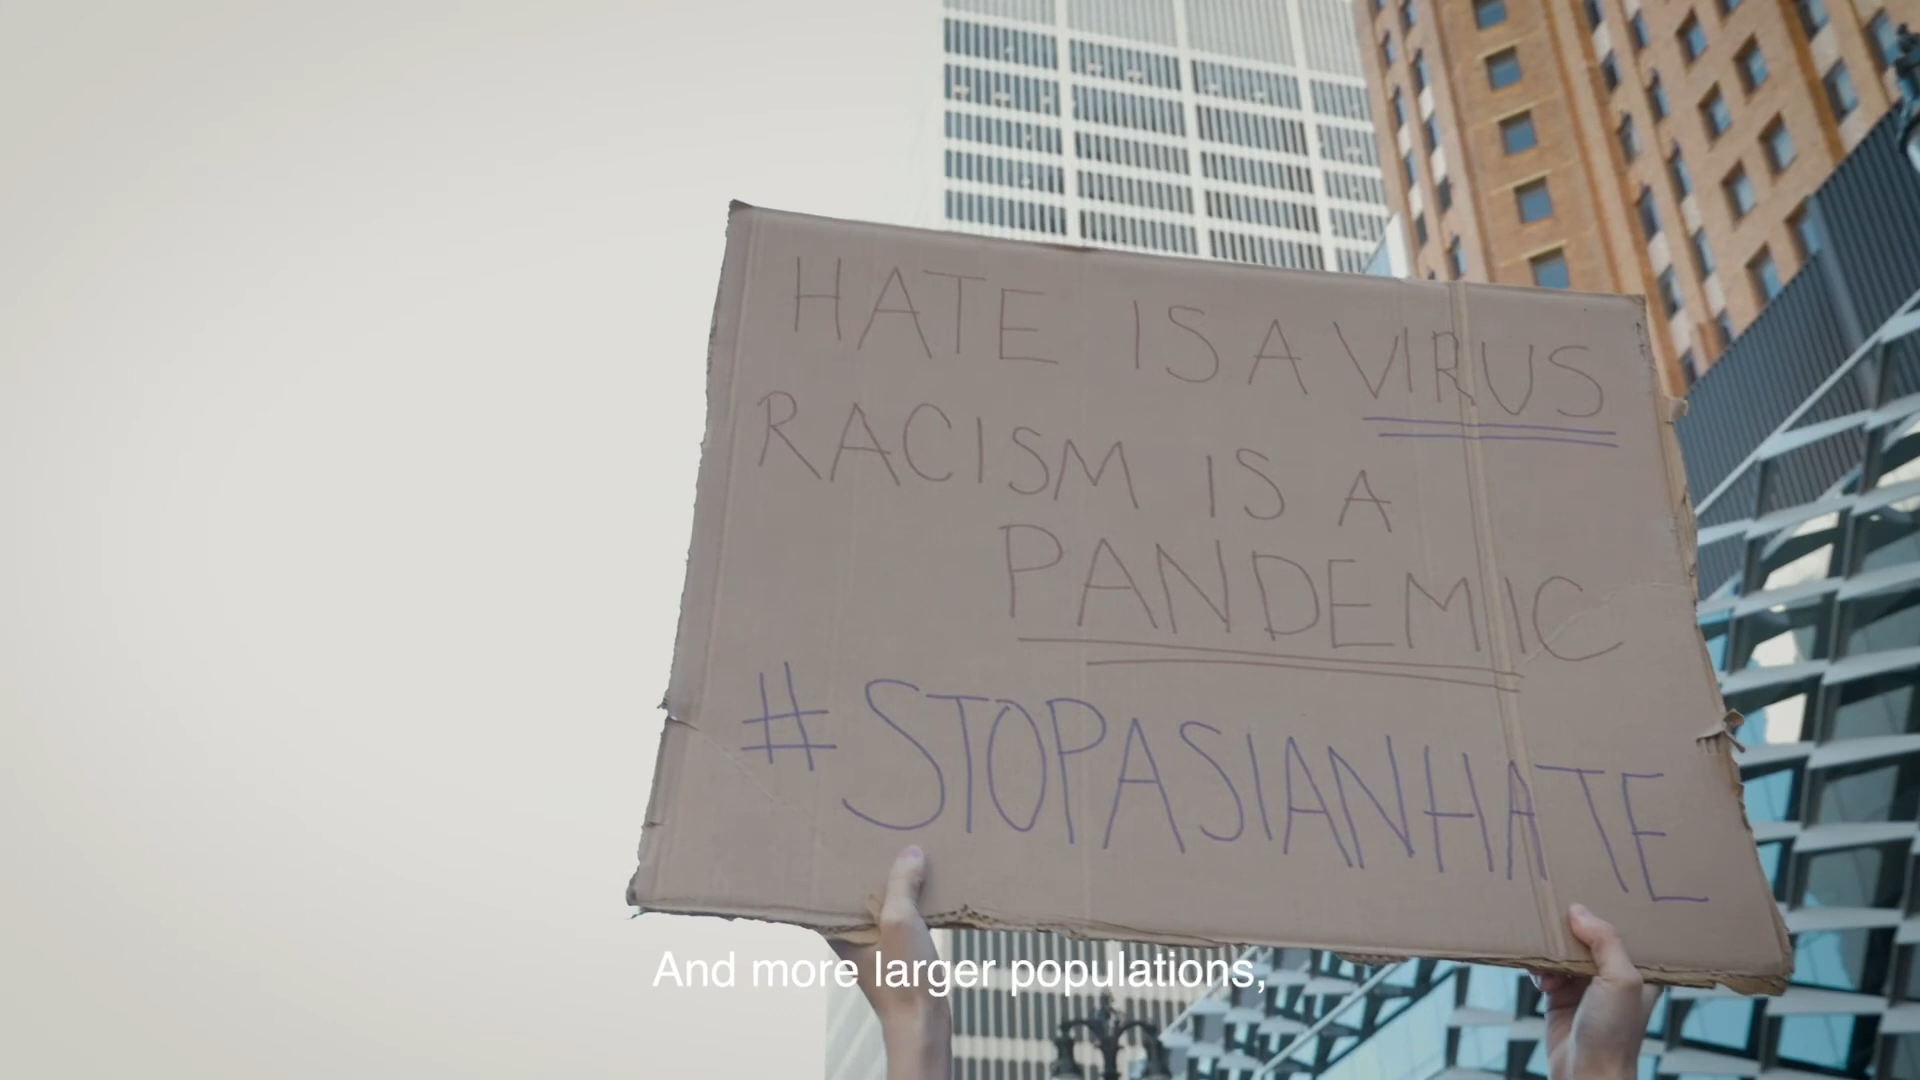 HATE IS A VIRUS
RACISM IS A
PANDEMIC
#STOPASIANHATE
And more larger populations,